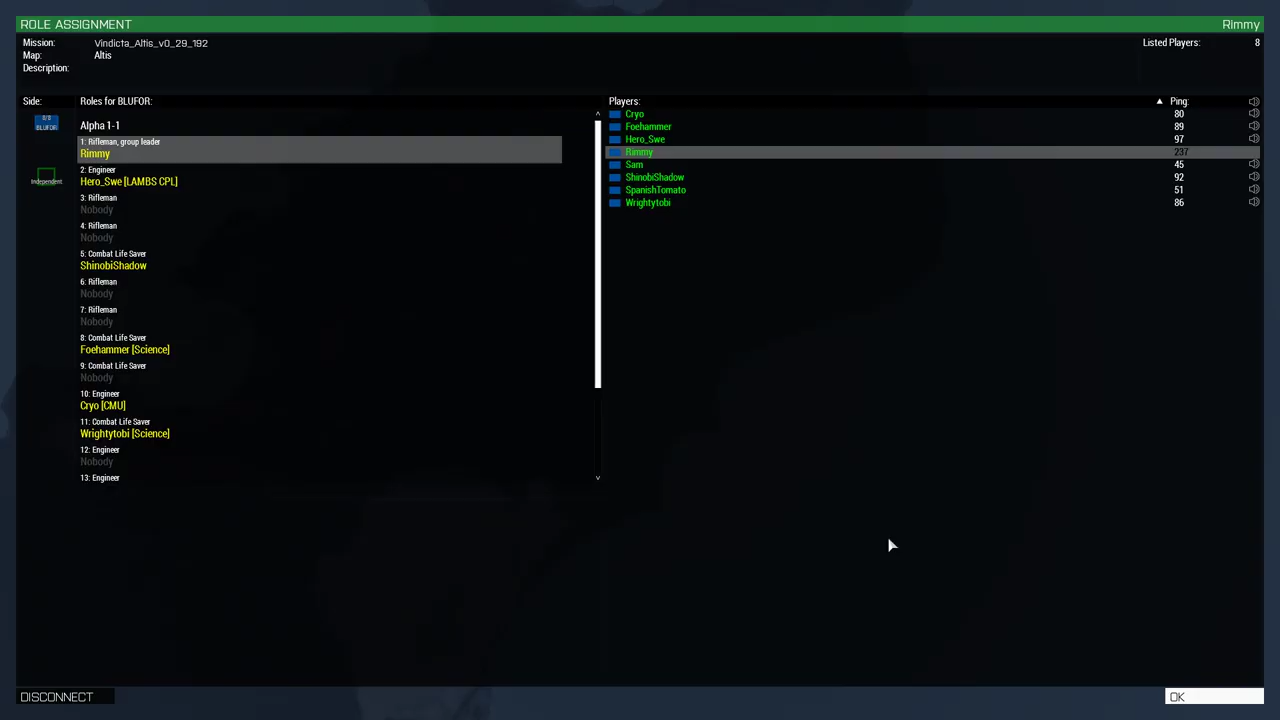 ROLE ASSIGNMENT
Rimmy
Mission: Vindicta_Altis_v0_29_192
Listed Players: 8
Map: Altis
Description:
Side:
BLUFOR
Independent
Roles for BLUFOR:
Alpha 1-1
1: Rifleman, group leader
Rimmy
2: Engineer
Hero_Swe [LAMBS CPL]
3: Rifleman
Nobody
4: Rifleman
Nobody
5: Combat Life Saver
ShinobiShadow
6: Rifleman
Nobody
7: Rifleman
Nobody
8: Combat Life Saver
Foehammer [Science]
9: Combat Life Saver
Nobody
10: Engineer
Cryo [CMU]
11: Combat Life Saver
Wrightytobi [Science]
12: Engineer
Nobody
13: Engineer
Players: Ping:
Cryo 80
Foehammer 89
Hero_Swe 97
Rimmy 237
Sam 45
ShinobiShadow 92
SpanishTomato 51
Wrightytobi 86
DISCONNECT
OK